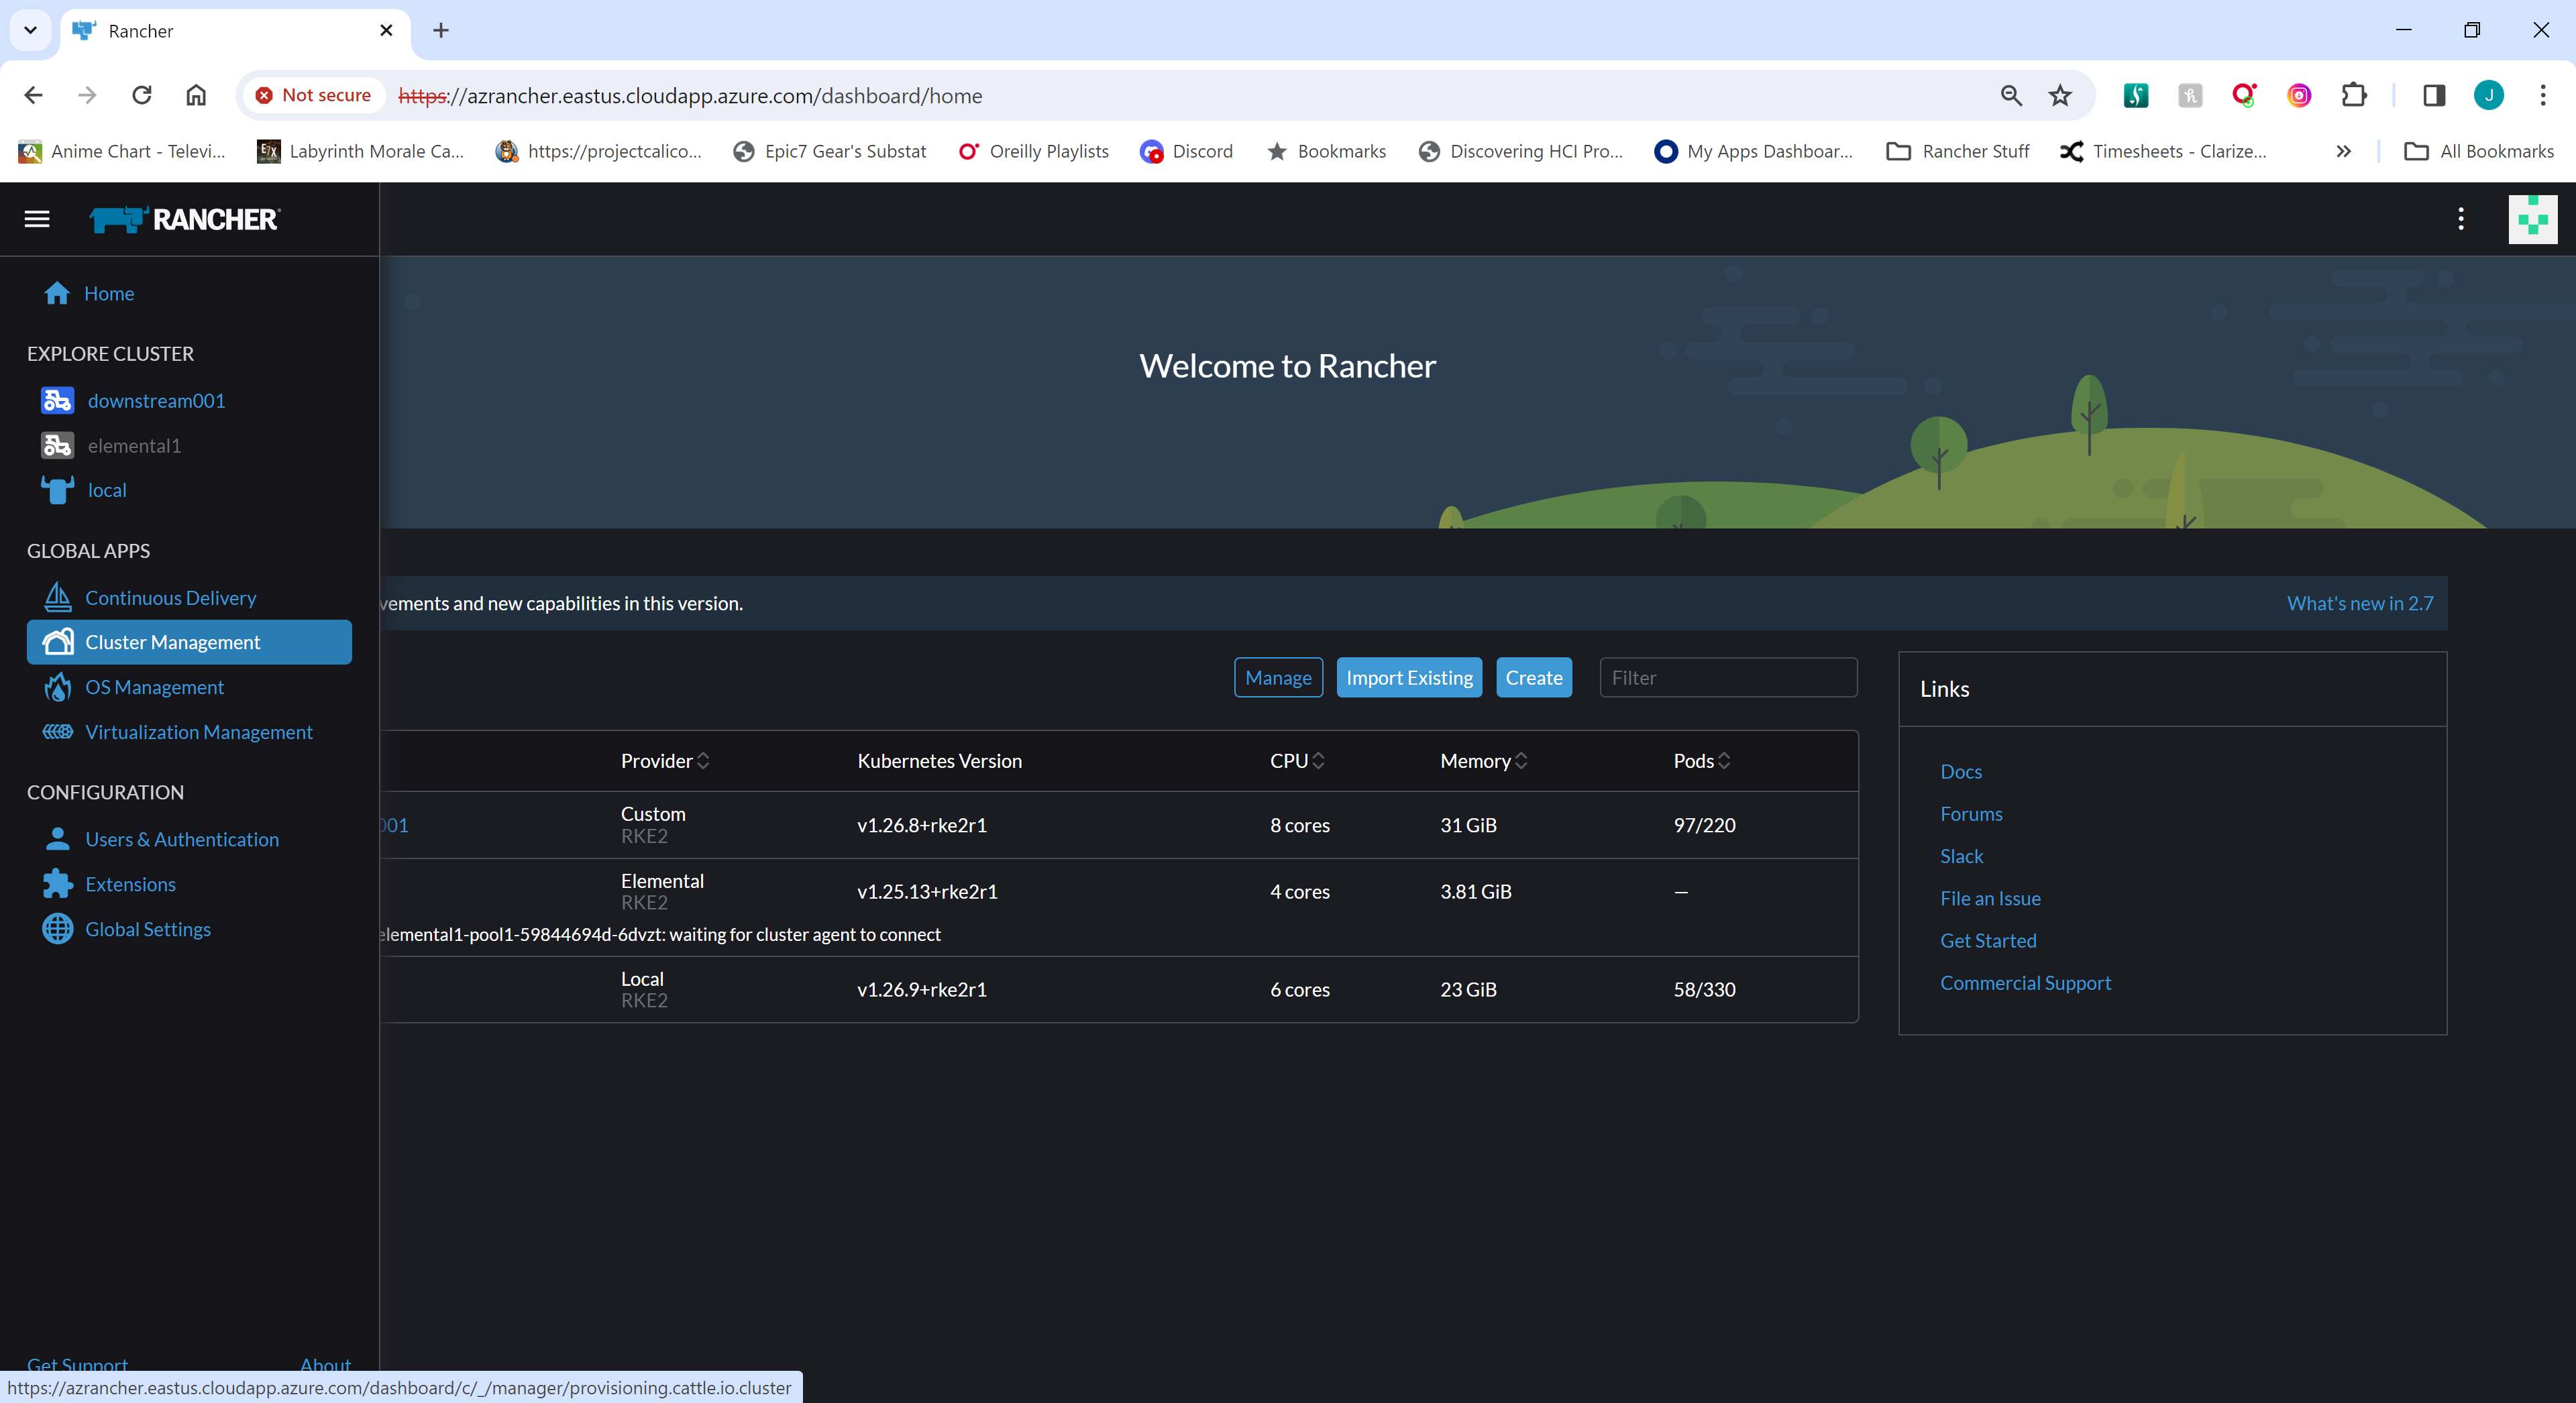 Rancher
Not secure
https://azrancher.eastus.cloudapp.azure.com/dashboard/home
J
Anime Chart - Televi...
Labyrinth Morale Ca...
https://projectcalico...
Epic7 Gear's Substat
Oreilly Playlists
Discord
Bookmarks
Discovering HCI Pro...
My Apps Dashboar...
Rancher Stuff
Timesheets - Clarize...
All Bookmarks
RANCHER
Home
EXPLORE CLUSTER
downstream001
elemental1
local
GLOBAL APPS
Continuous Delivery
Cluster Management
OS Management
Virtualization Management
CONFIGURATION
Users & Authentication
Extensions
Global Settings
Get Support
About
https://azrancher.eastus.cloudapp.azure.com/dashboard/c/_/manager/provisioning.cattle.io.cluster
Welcome to Rancher
vements and new capabilities in this version.
What's new in 2.7
Manage
Import Existing
Create
Filter
Provider Kubernetes Version CPU Memory Pods
001 Custom v1.26.8+rke2r1 8 cores 31 GiB 97/220
RKE2
Elemental v1.25.13+rke2r1 4 cores 3.81 GiB —
RKE2
elemental1-pool1-59844694d-6dvzt: waiting for cluster agent to connect
Local v1.26.9+rke2r1 6 cores 23 GiB 58/330
RKE2
Links
Docs
Forums
Slack
File an Issue
Get Started
Commercial Support